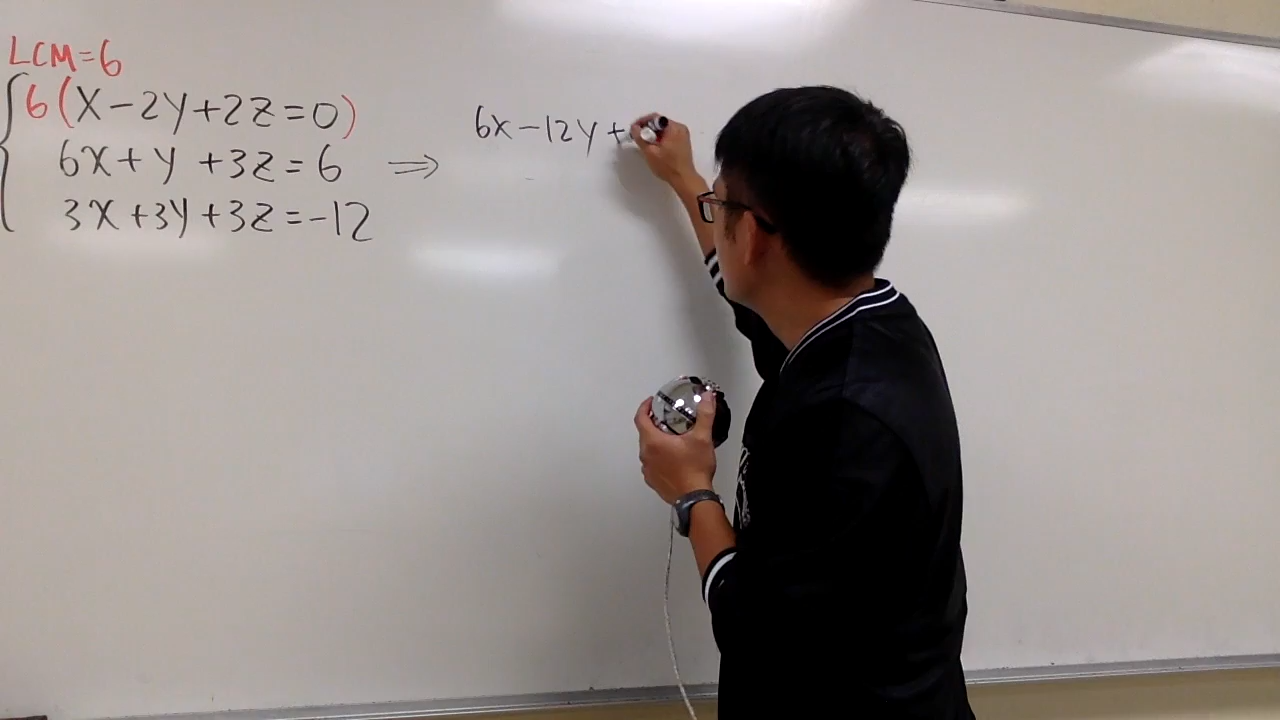 LCM=6
6(x-2y+2z=0)
6x+y+3z=6
3x+3y+3z=-12
⇒
6x-12y+